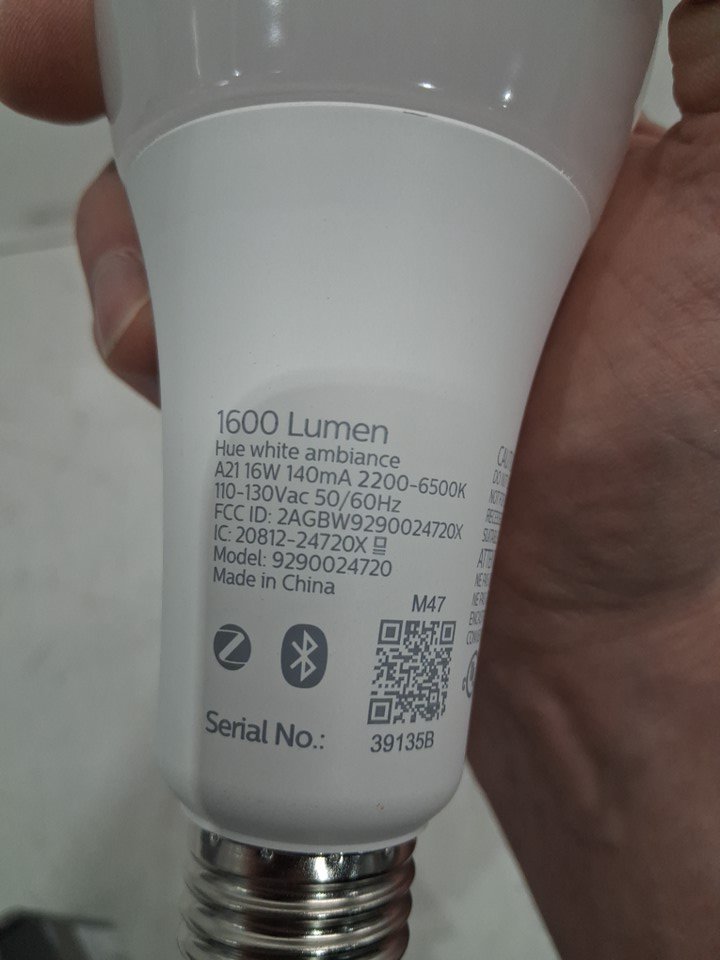 1600 Lumen
Hue white ambiance
A21 16W 140mA 2200-6500K
110-130Vac 50/60Hz
FCC ID: 2AGBW9290024720X
IC: 20812-24720X
Model: 9290024720
Made in China
M47
Serial No.:
39135B